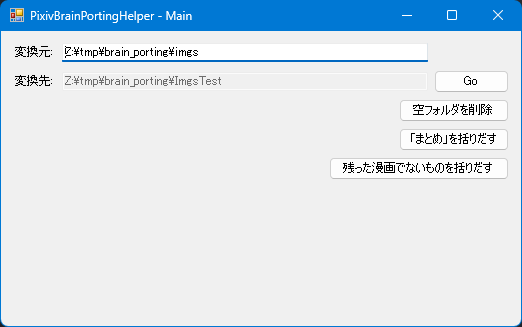 PixivBrainPortingHelper - Main
変換元: Z:¥tmp¥brain_porting¥imgs
変換先: Z:¥tmp¥brain_porting¥ImgsTest Go
空フォルダを削除
「まとめ」を括りだす
残った漫画でないものを括りだす